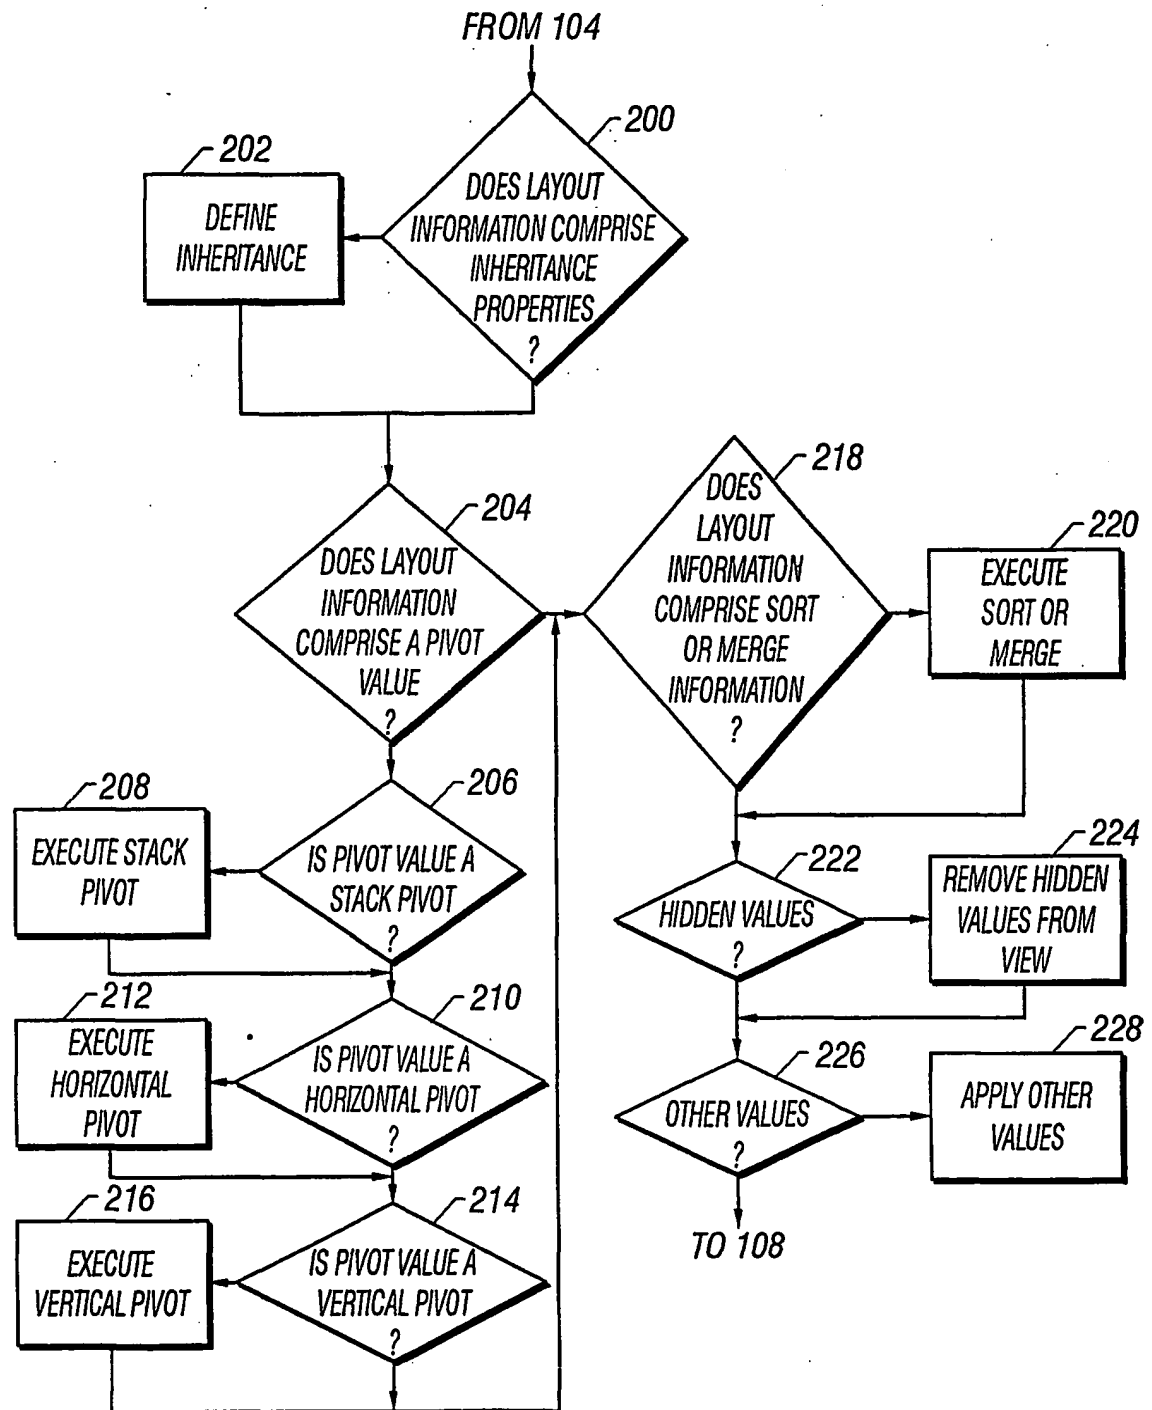 FROM 104
200
DOES LAYOUT
INFORMATION COMPRISE
INHERITANCE
PROPERTIES
?
202
DEFINE
INHERITANCE
204
DOES LAYOUT
INFORMATION
COMPRISE A PIVOT
VALUE
?
206
IS PIVOT VALUE A
STACK PIVOT
?
208
EXECUTE STACK
PIVOT
210
IS PIVOT VALUE A
HORIZONTAL PIVOT
?
212
EXECUTE
HORIZONTAL
PIVOT
214
IS PIVOT VALUE A
VERTICAL PIVOT
?
216
EXECUTE
VERTICAL PIVOT
218
DOES
LAYOUT
INFORMATION
COMPRISE SORT
OR MERGE
INFORMATION
?
220
EXECUTE
SORT OR
MERGE
222
HIDDEN VALUES
?
224
REMOVE HIDDEN
VALUES FROM
VIEW
226
OTHER VALUES
?
228
APPLY OTHER
VALUES
TO 108